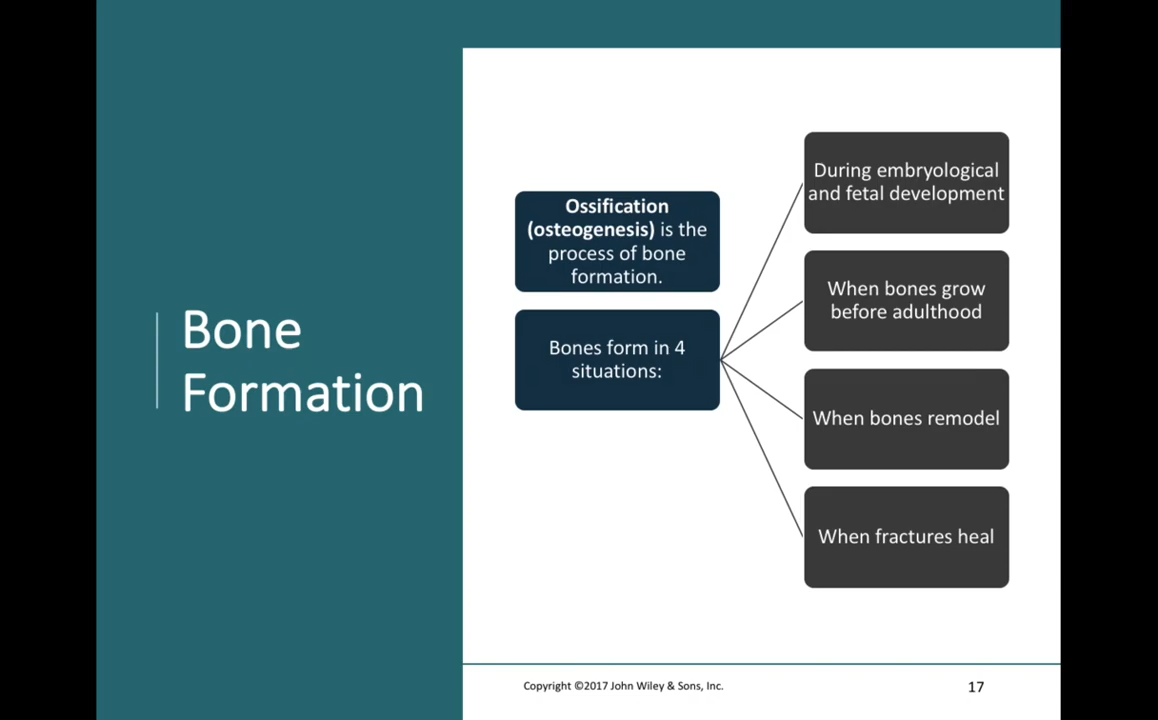 Bone
Formation
Ossification
(osteogenesis) is the
process of bone
formation.
Bones form in 4
situations:
During embryological
and fetal development
When bones grow
before adulthood
When bones remodel
When fractures heal
Copyright ©2017 John Wiley & Sons, Inc.
17